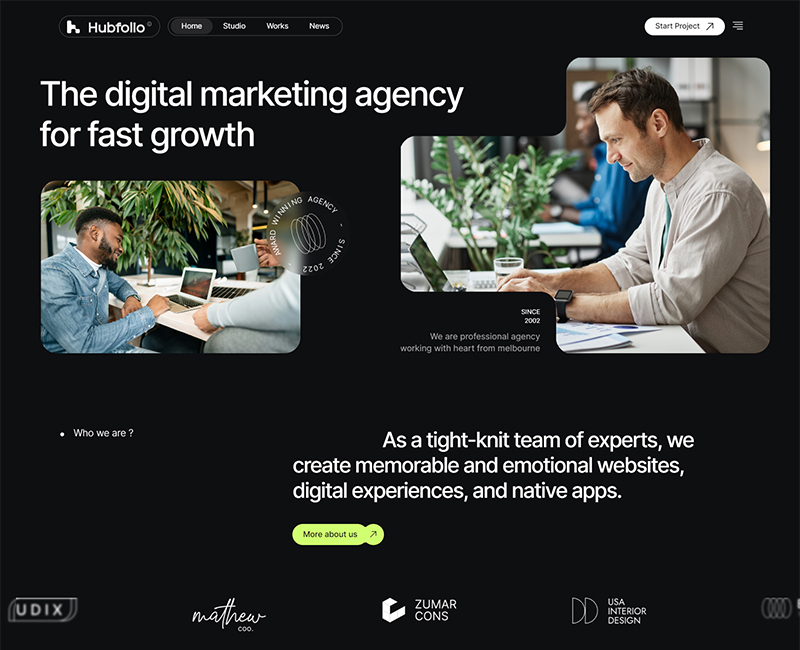 Hubfolio
Home
Studio
Works
News
Start Project
The digital marketing agency
for fast growth
AWARD WINNING AGENCY - SINCE 2022
SINCE
2002
We are professional agency
working with heart from melbourne
Who we are ?
As a tight-knit team of experts, we
create memorable and emotional websites,
digital experiences, and native apps.
More about us
UDIX
mathew
coo.
ZUMAR
CONS
USA
INTERIOR
DESIGN